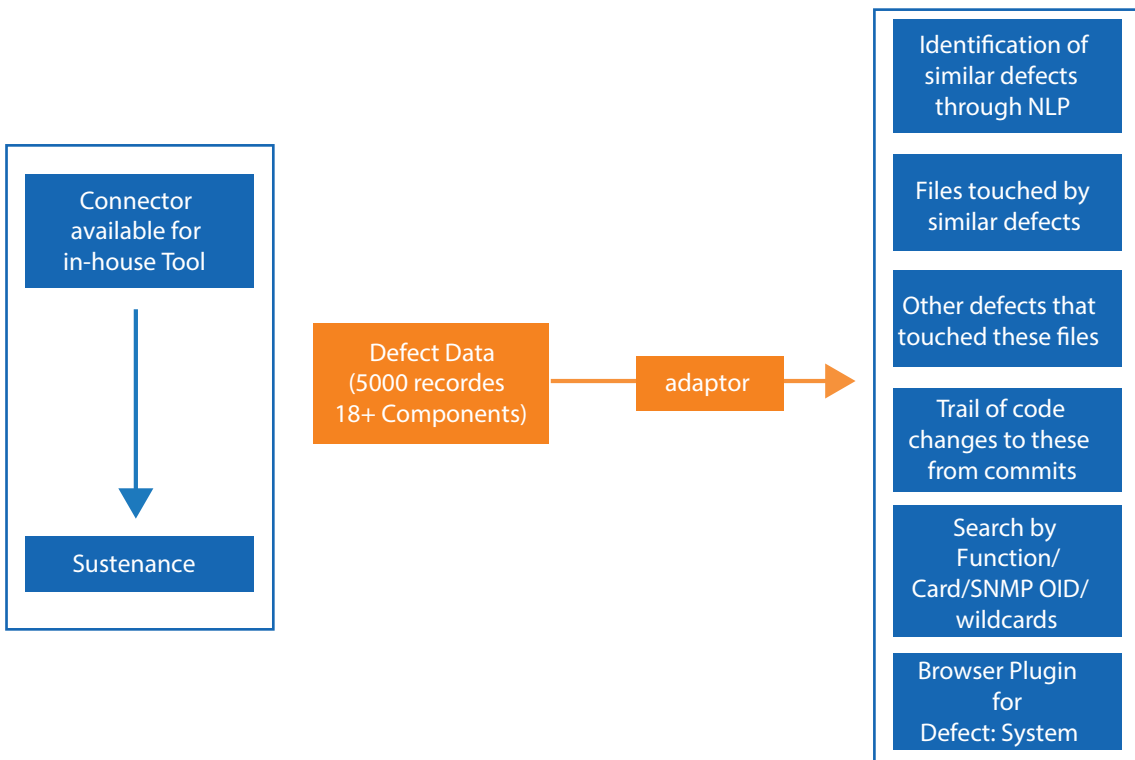 Connector
available for
in-house Tool
Sustenance
Defect Data
(5000 recordes
18+ Components)
adaptor
Identification of
similar defects
through NLP
Files touched by
similar defects
Other defects that
touched these files
Trail of code
changes to these
from commits
Search by
Function/
Card/SNMP OID/
wildcards
Browser Plugin
for
Defect: System